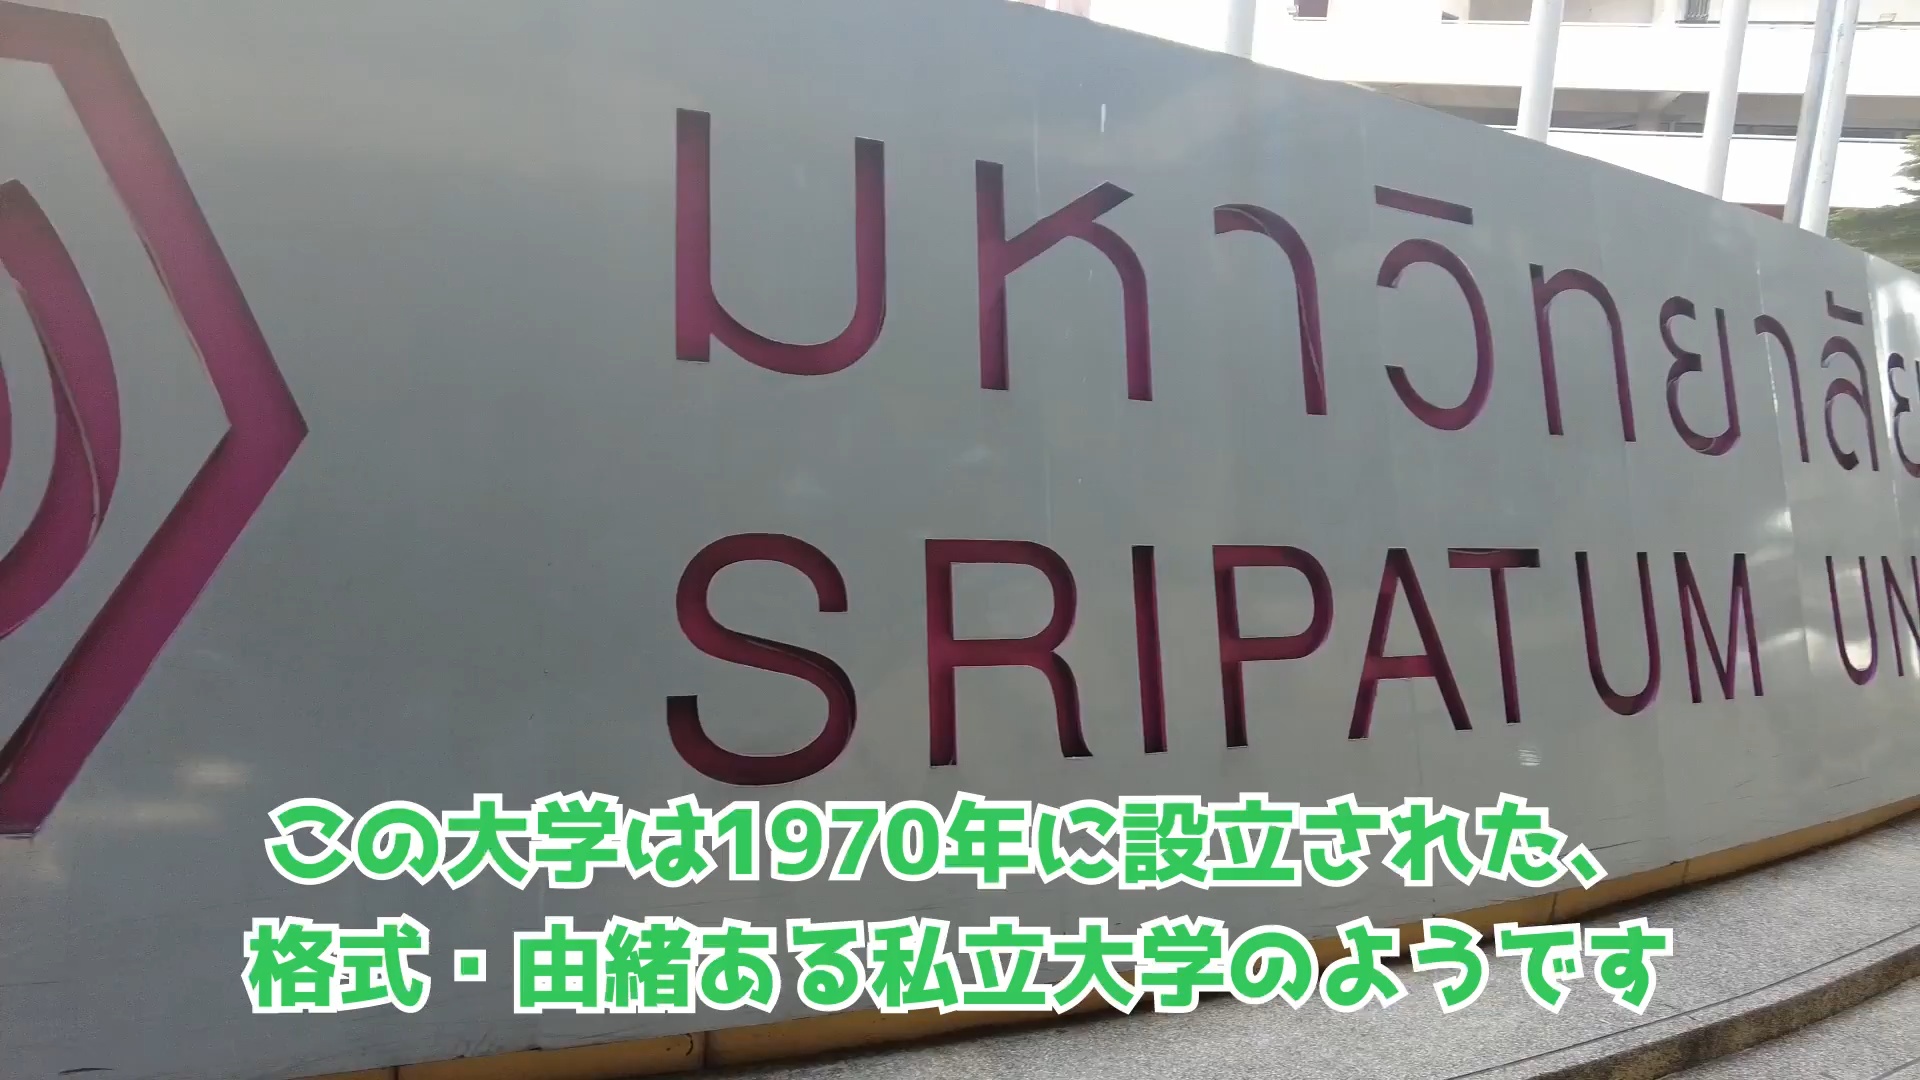 มหาวิทยาลัย
SRIPATUM UN
この大学は1970年に設立された、
格式・由緒ある私立大学のようです